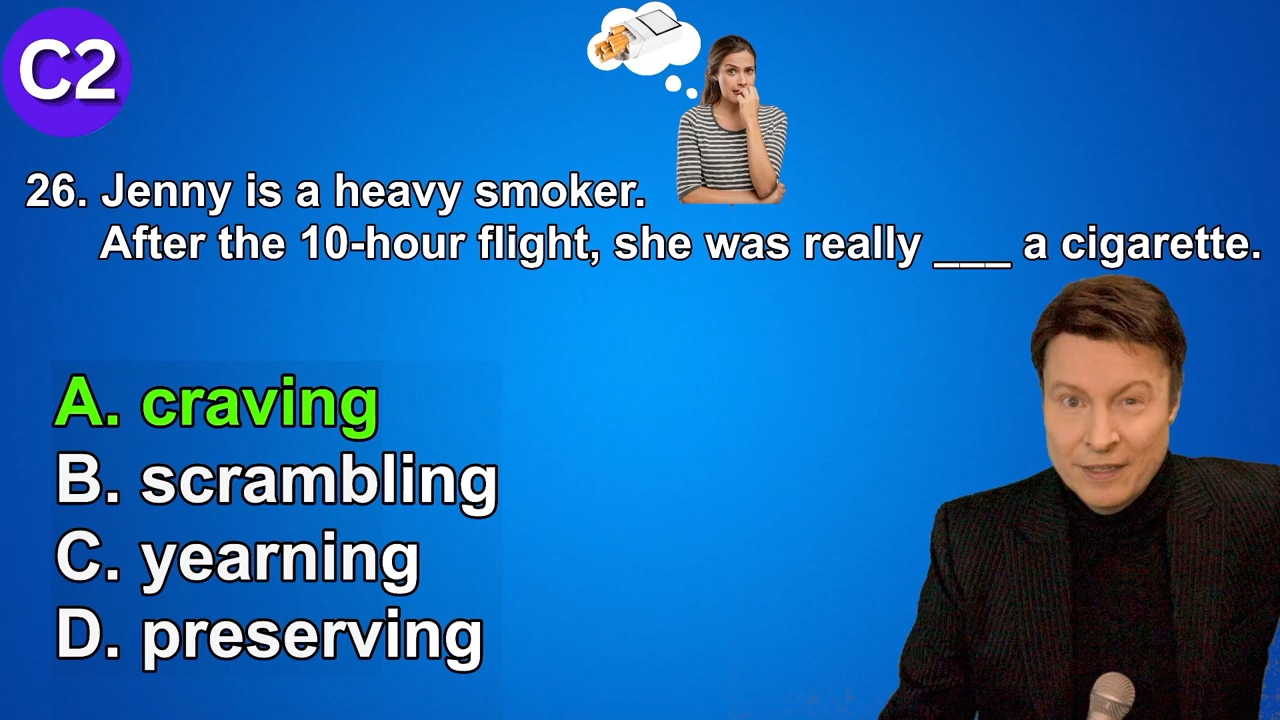 C2
26. Jenny is a heavy smoker.
After the 10-hour flight, she was really ___ a cigarette.
A. craving
B. scrambling
C. yearning
D. preserving